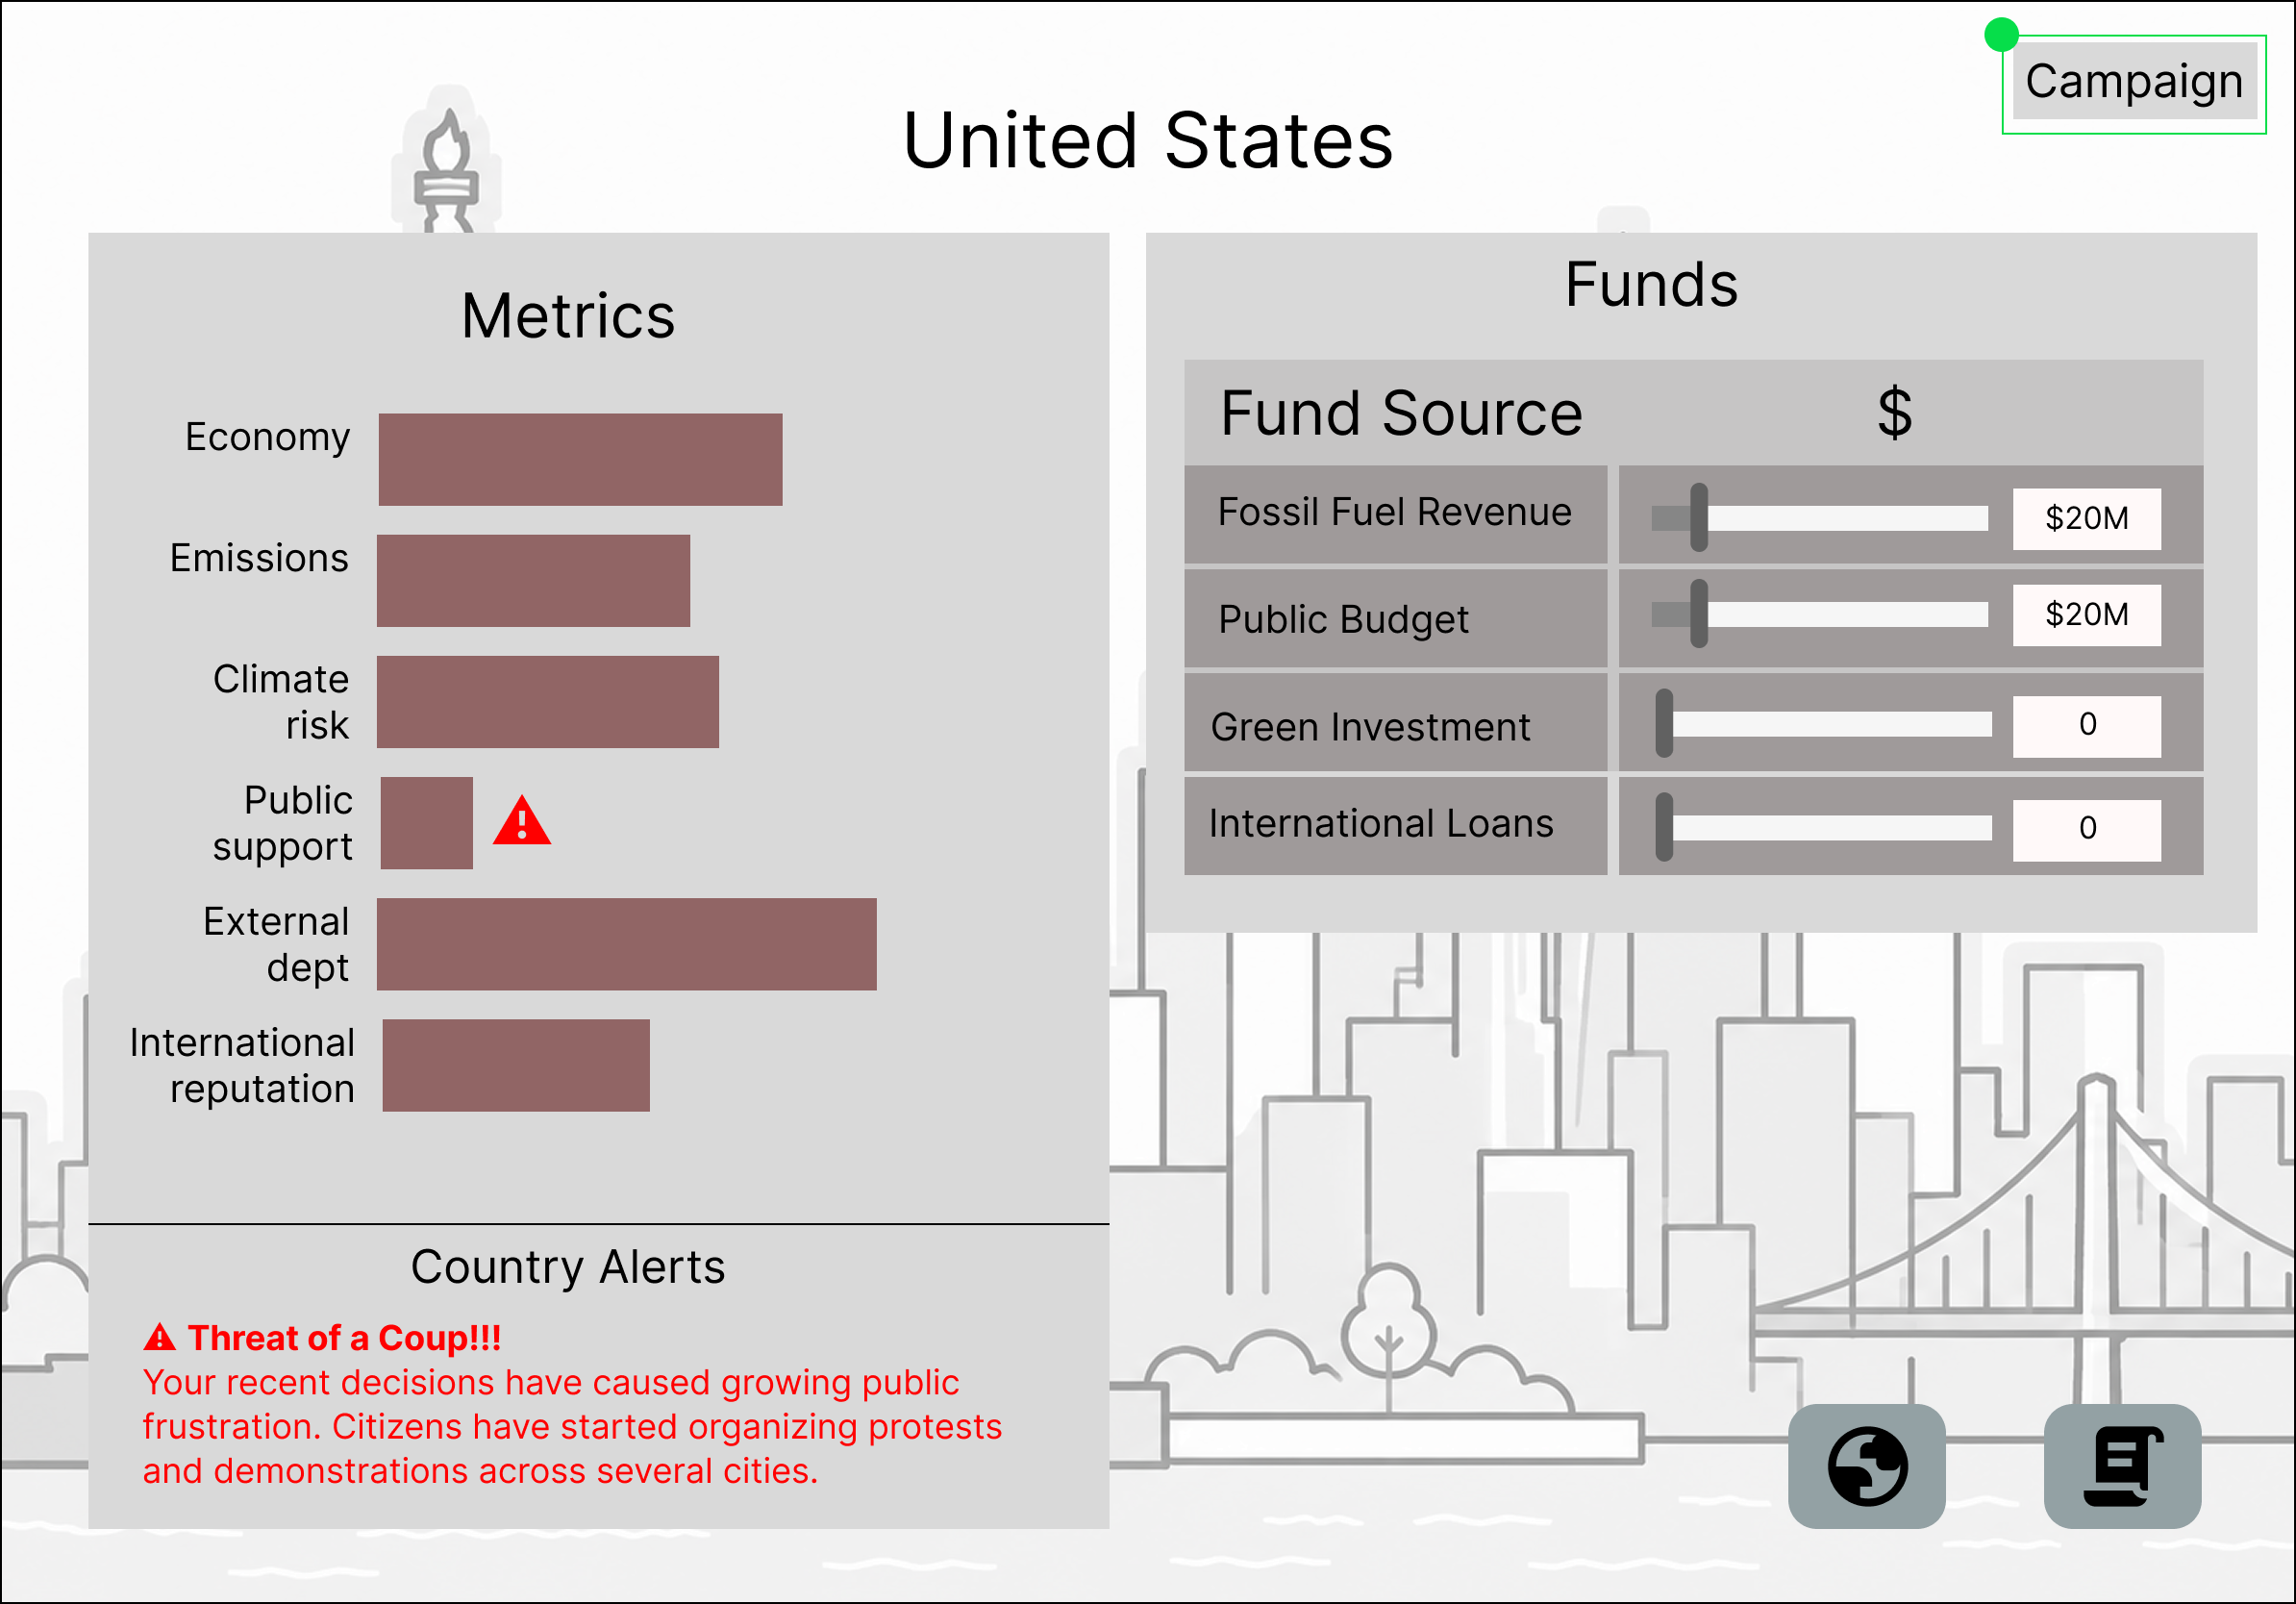 Campaign
United States
Metrics
Economy
Emissions
Climate
risk
Public
support
External
dept
International
reputation
Country Alerts
Threat of a Coup!!!
Your recent decisions have caused growing public
frustration. Citizens have started organizing protests
and demonstrations across several cities.
Funds
Fund Source $
Fossil Fuel Revenue $20M
Public Budget $20M
Green Investment 0
International Loans 0